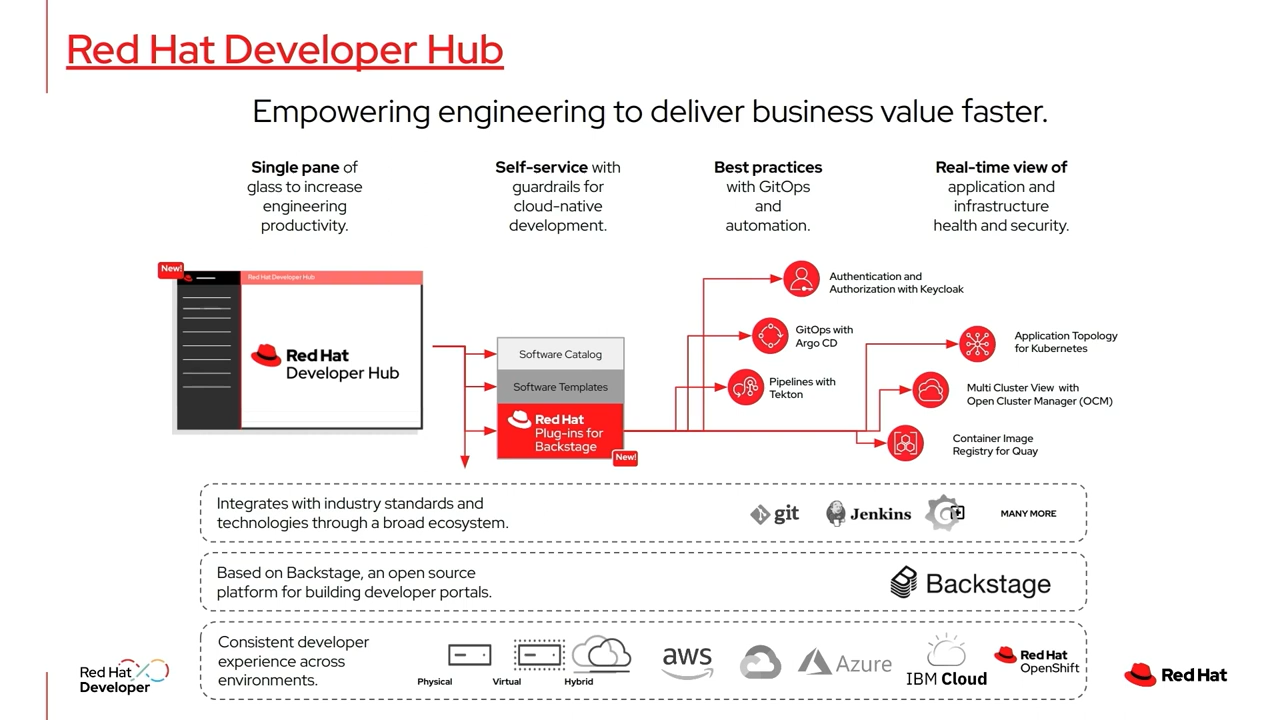 Red Hat Developer Hub
Empowering engineering to deliver business value faster.
Single pane of
glass to increase
engineering
productivity.
Self-service with
guardrails for
cloud-native
development.
Best practices
with GitOps
and
automation.
Real-time view of
application and
infrastructure
health and security.
New!
Red Hat Developer Hub
Red Hat
Developer Hub
Software Catalog
Software Templates
Red Hat
Plug-ins for
Backstage
New!
Authentication and
Authorization with Keycloak
GitOps with
Argo CD
Pipelines with
Tekton
Application Topology
for Kubernetes
Multi Cluster View with
Open Cluster Manager (OCM)
Container Image
Registry for Quay
Integrates with industry standards and
technologies through a broad ecosystem.
git
Jenkins
MANY MORE
Based on Backstage, an open source
platform for building developer portals.
Backstage
Consistent developer
experience across
environments.
Physical
Virtual
Hybrid
aws
Azure
IBM Cloud
Red Hat
OpenShift
Red Hat
Developer
Red Hat